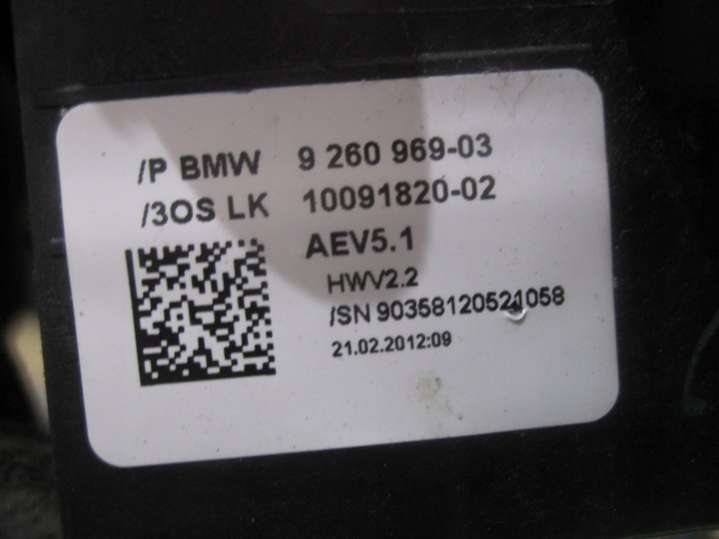 /P BMW 9 260 969-03
/3OS LK 10091820-02
AEV5.1
HWV2.2
/SN 90358120521058
21.02.2012:09